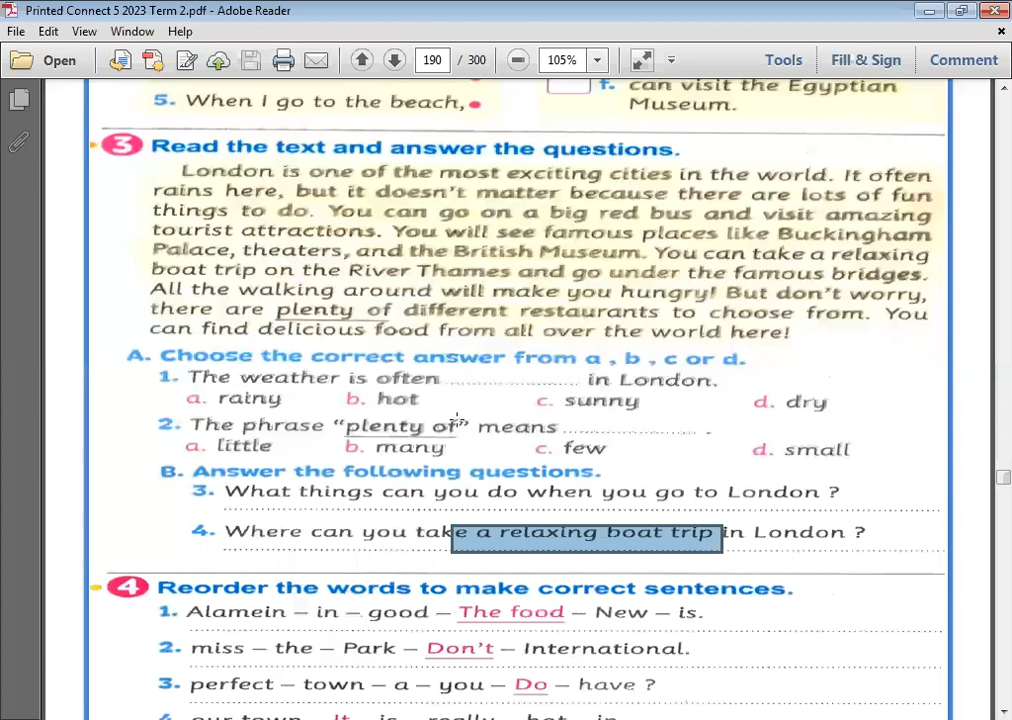 Printed Connect 5 2023 Term 2.pdf - Adobe Reader
File Edit View Window Help
Open 190 / 300 105% Tools Fill & Sign Comment
5. When I go to the beach, f. can visit the Egyptian
Museum.
3 Read the text and answer the questions.
London is one of the most exciting cities in the world. It often
rains here, but it doesn't matter because there are lots of fun
things to do. You can go on a big red bus and visit amazing
tourist attractions. You will see famous places like Buckingham
Palace, theaters, and the British Museum. You can take a relaxing
boat trip on the River Thames and go under the famous bridges.
All the walking around will make you hungry! But don't worry,
there are plenty of different restaurants to choose from. You
can find delicious food from all over the world here!
A. Choose the correct answer from a , b , c or d.
1. The weather is often .......................... in London.
a. rainy b. hot c. sunny d. dry
2. The phrase "plenty of" means .......................... .
a. little b. many c. few d. small
B. Answer the following questions.
3. What things can you do when you go to London ?
4. Where can you take a relaxing boat trip in London ?
4 Reorder the words to make correct sentences.
1. Alamein – in – good – The food – New – is.
2. miss – the – Park – Don't – International.
3. perfect – town – a – you – Do – have ?
4. our town – It – is – really – hot – in.